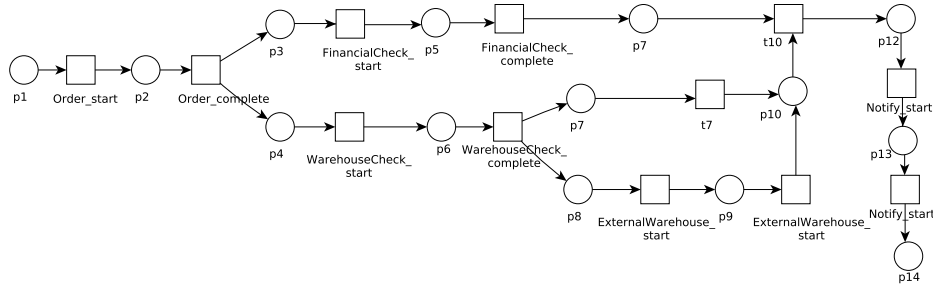 p1
Order_start
p2
Order_complete
p3
FinancialCheck_
start
p5
FinancialCheck_
complete
p7
t10
p12
Notify_start
p13
Notify_start
p14
p4
WarehouseCheck_
start
p6
WarehouseCheck_
complete
p7
t7
p10
p8
ExternalWarehouse_
start
p9
ExternalWarehouse_
start